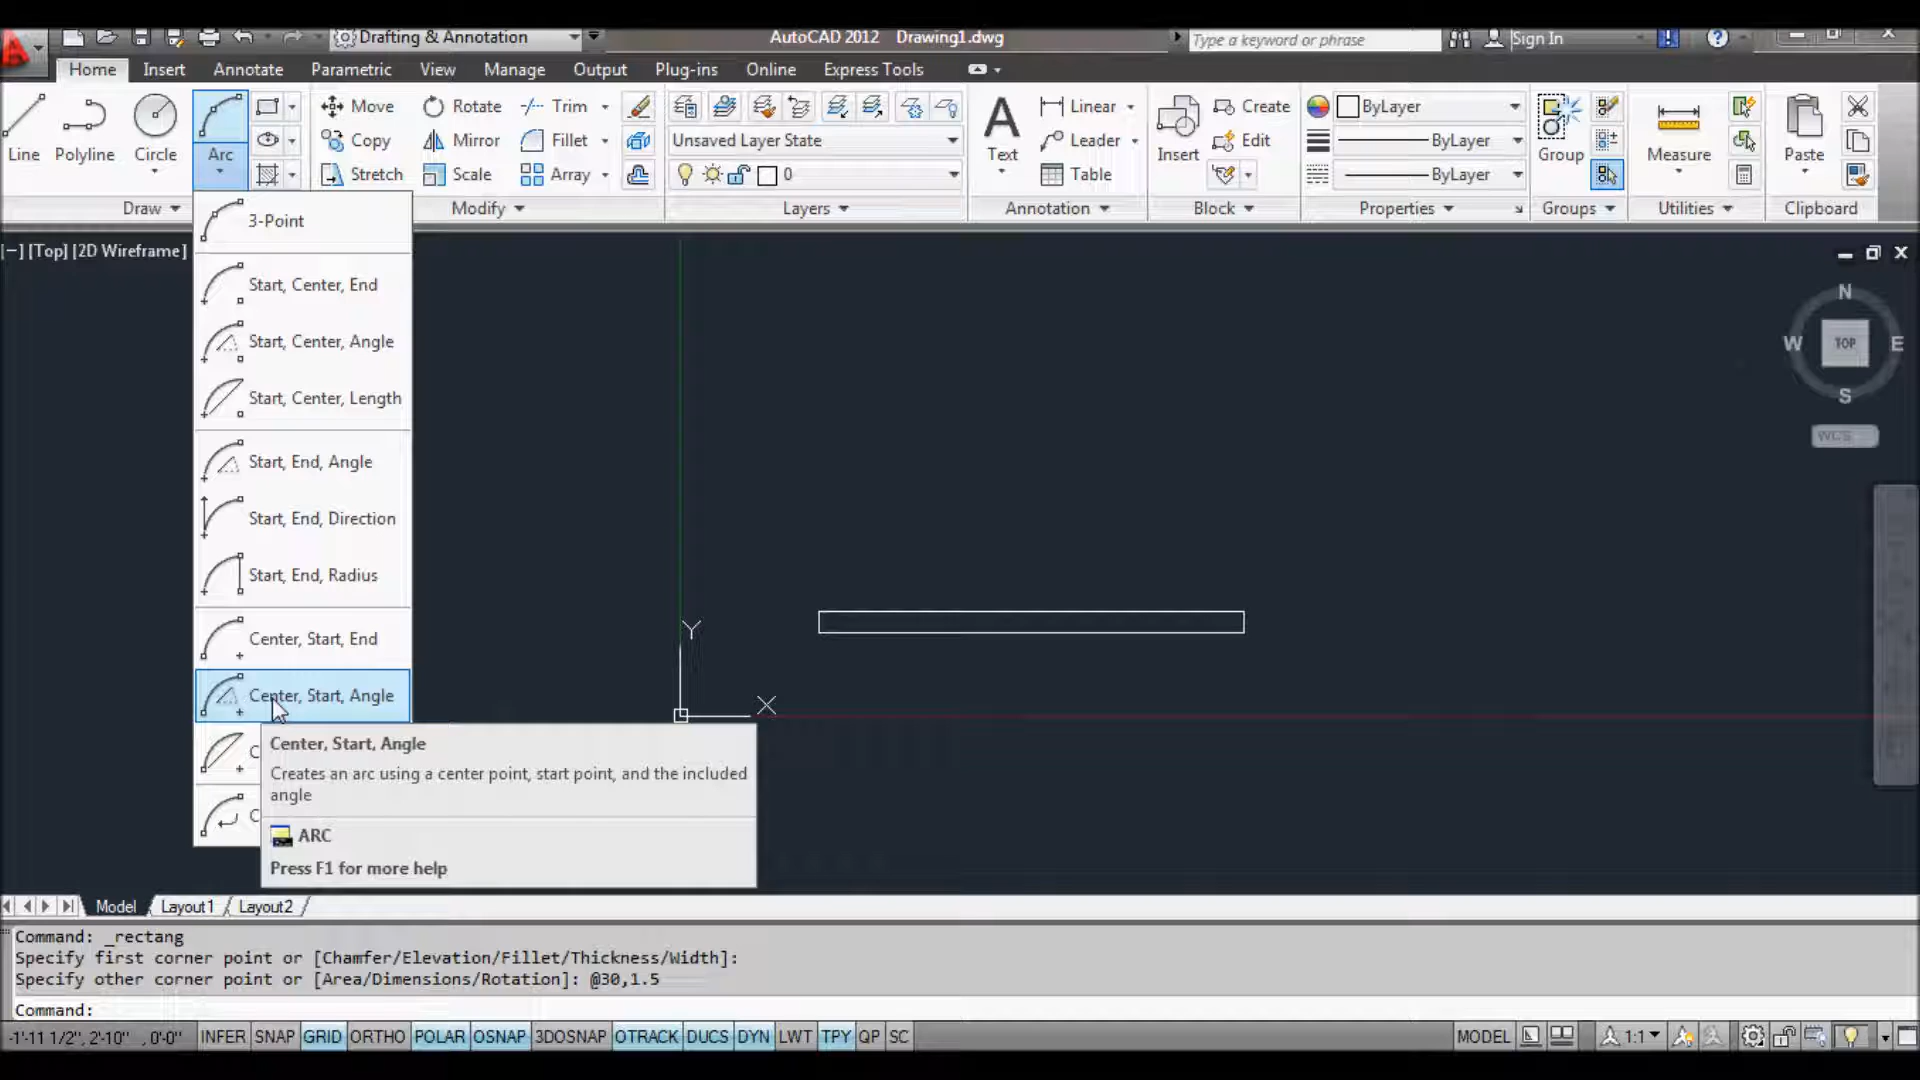 Drafting & Annotation
AutoCAD 2012 Drawing1.dwg
Type a keyword or phrase
Sign In
Home Insert Annotate Parametric View Manage Output Plug-ins Online Express Tools
Line Polyline Circle Arc
Move Rotate Trim
Copy Mirror Fillet
Stretch Scale Array
Unsaved Layer State
0
Text
Linear
Leader
Table
Insert
Create
Edit
ByLayer
ByLayer
ByLayer
Group
Measure
Paste
Draw Modify Layers Annotation Block Properties Groups Utilities Clipboard
[−] [Top] [2D Wireframe]
3-Point
Start, Center, End
Start, Center, Angle
Start, Center, Length
Start, End, Angle
Start, End, Direction
Start, End, Radius
Center, Start, End
Center, Start, Angle
C
C
Center, Start, Angle
Creates an arc using a center point, start point, and the included
angle
ARC
Press F1 for more help
N
W TOP E
S
WCS
Y
X
Model Layout1 Layout2
Command: _rectang
Specify first corner point or [Chamfer/Elevation/Fillet/Thickness/Width]:
Specify other corner point or [Area/Dimensions/Rotation]: @30,1.5
Command:
-1'-11 1/2", 2'-10" , 0'-0" INFER SNAP GRID ORTHO POLAR OSNAP 3DOSNAP OTRACK DUCS DYN LWT TPY QP SC MODEL 1:1